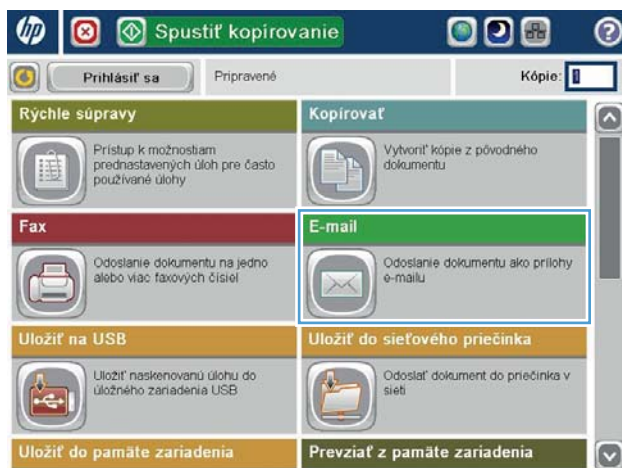 hp
Spustiť kopírovanie
?
Prihlásiť sa
Pripravené
Kópie: 1
Rýchle súpravy
Prístup k možnostiam
prednastavených úloh pre často
používané úlohy
Kopírovať
Vytvoriť kópie z pôvodného
dokumentu
Fax
Odoslanie dokumentu na jedno
alebo viac faxových čísiel
E-mail
Odoslanie dokumentu ako prílohy
e-mailu
Uložiť na USB
Uložiť naskenovanú úlohu do
úložného zariadenia USB
Uložiť do sieťového priečinka
Odoslať dokument do priečinka v
sieti
Uložiť do pamäte zariadenia
Prevziať z pamäte zariadenia